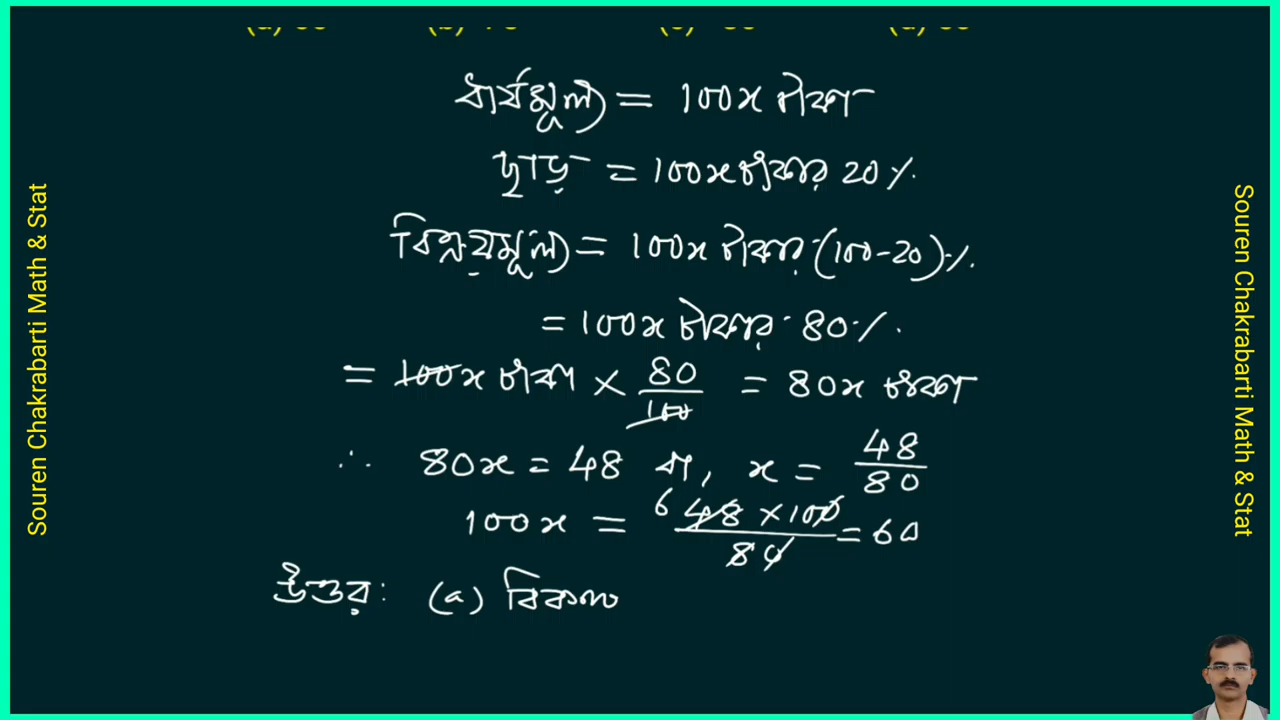 ধার্যমূল্য = 100x টাকা
ছাড় = 100x টাকার 20%
বিক্রয়মূল্য = 100x টাকার (100-20)%
= 100x টাকার 80%
= 100x টাকা × 80/100 = 80x টাকা
∴ 80x = 48 বা, x = 48/80
100x = 6 48 × 100/80 = 60
উত্তর: (a) বিকল্প
Souren Chakrabarti Math & Stat
Souren Chakrabarti Math & Stat